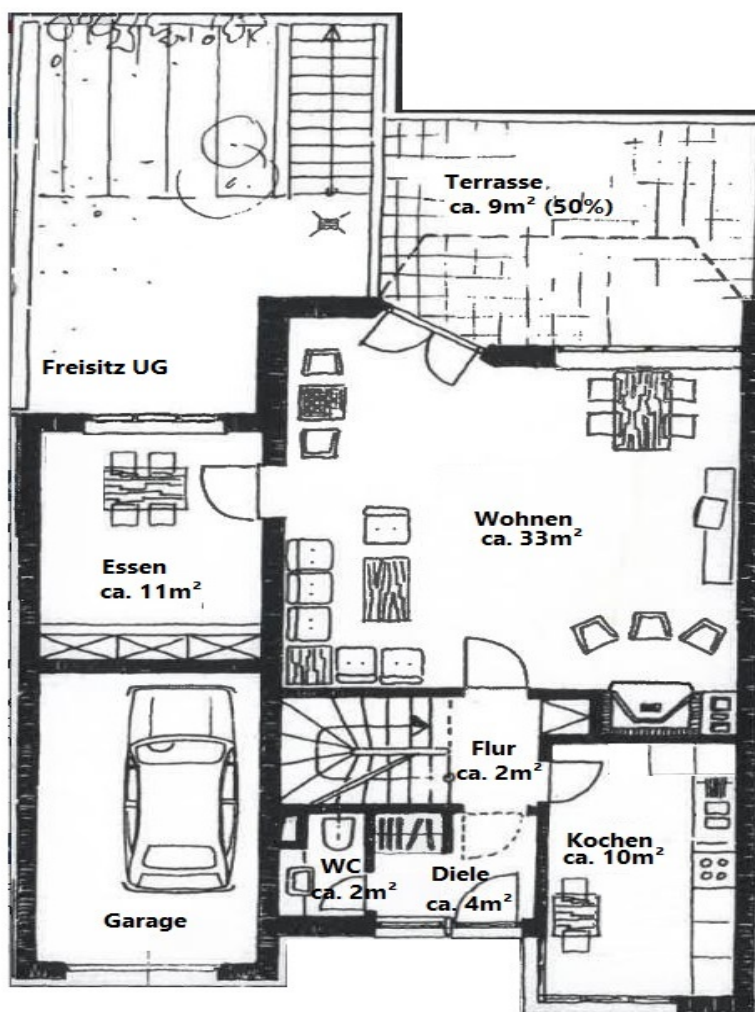 Terrasse
ca. 9m² (50%)
Freisitz UG
Wohnen
ca. 33m²
Essen
ca. 11m²
Flur
ca. 2m²
Kochen
ca. 10m²
WC
ca. 2m²
Diele
ca. 4m²
Garage